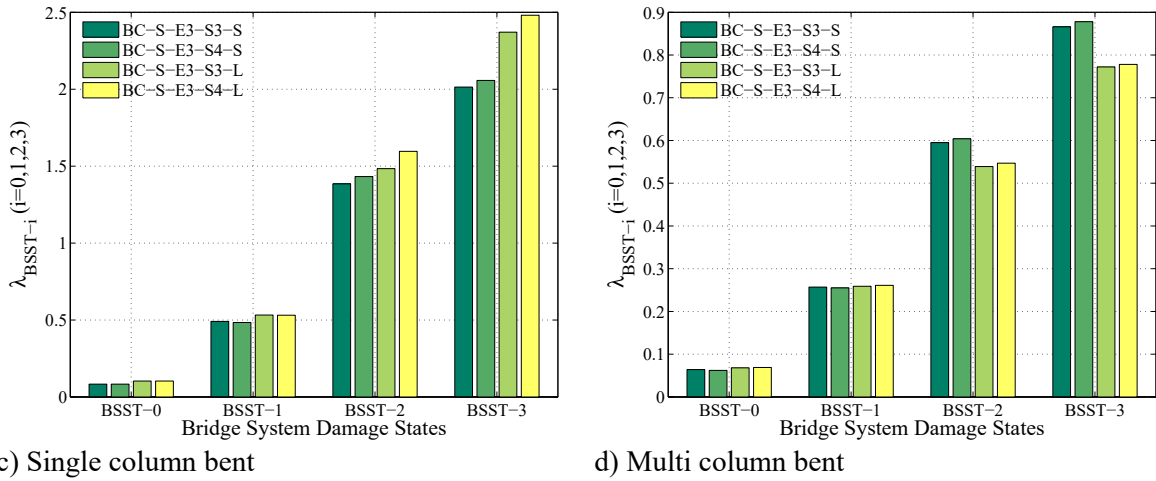 2.5
2
1.5
1
0.5
0
λBSST−i (i=0,1,2,3)
BC−S−E3−S3−S
BC−S−E3−S4−S
BC−S−E3−S3−L
BC−S−E3−S4−L
BSST−0 BSST−1 BSST−2 BSST−3
Bridge System Damage States
c) Single column bent
0.9
0.8
0.7
0.6
0.5
0.4
0.3
0.2
0.1
0
λBSST−i (i=0,1,2,3)
BC−S−E3−S3−S
BC−S−E3−S4−S
BC−S−E3−S3−L
BC−S−E3−S4−L
BSST−0 BSST−1 BSST−2 BSST−3
Bridge System Damage States
d) Multi column bent